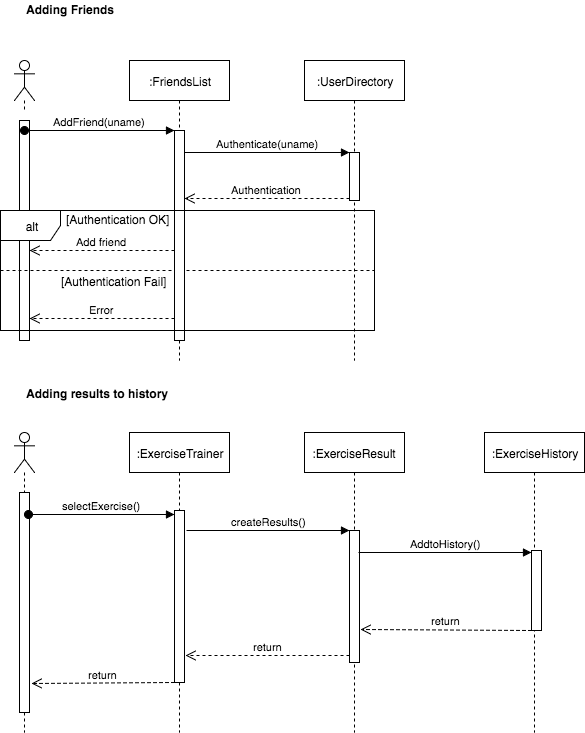 Adding Friends
:FriendsList
:UserDirectory
AddFriend(uname)
Authenticate(uname)
Authentication
alt
[Authentication OK]
Add friend
[Authentication Fail]
Error
Adding results to history
:ExerciseTrainer
:ExerciseResult
:ExerciseHistory
selectExercise()
createResults()
AddtoHistory()
return
return
return